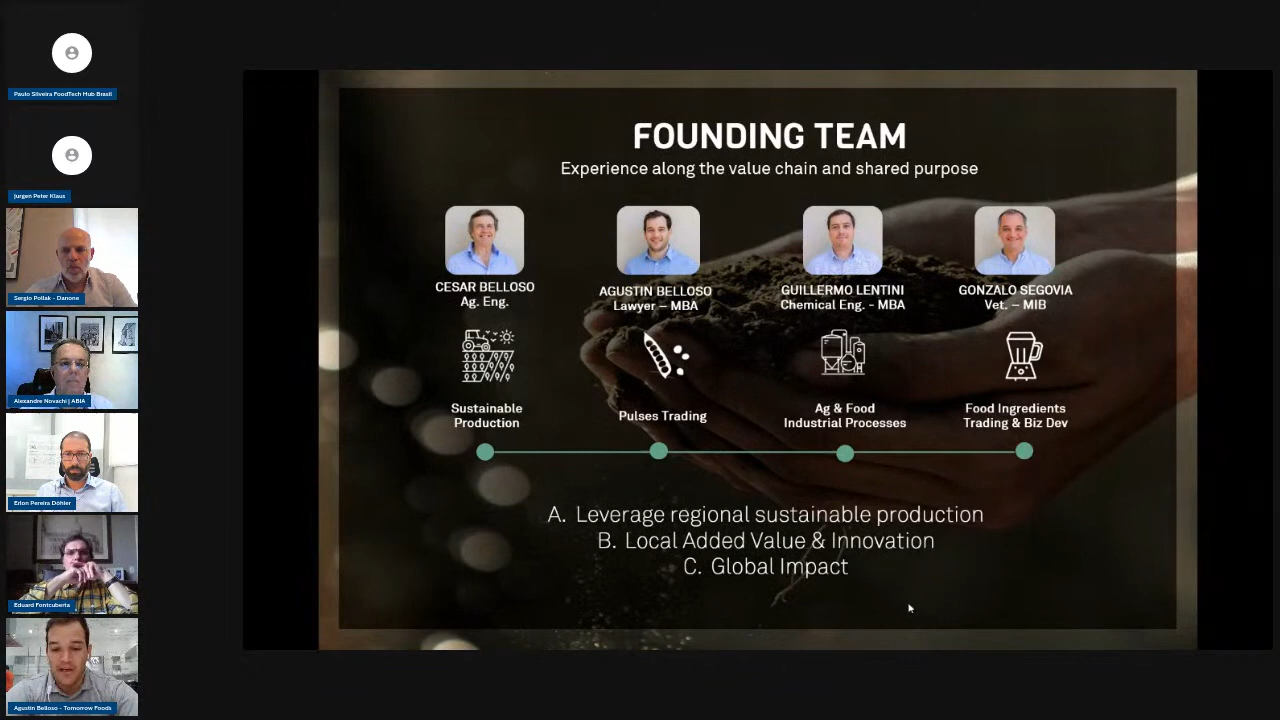 Paulo Silveira FoodTech Hub Brasil
jurgen Peter Klaus
Sergio Pollak - Danone
Alexandre Novachi | ABIA
Erlon Pereira Döhler
Eduard Fontcuberta
Agustin Belloso - Tomorrow Foods
FOUNDING TEAM
Experience along the value chain and shared purpose
CESAR BELLOSO
Ag. Eng.
AGUSTIN BELLOSO
Lawyer – MBA
GUILLERMO LENTINI
Chemical Eng. - MBA
GONZALO SEGOVIA
Vet. – MIB
Sustainable
Production
Pulses Trading
Ag & Food
Industrial Processes
Food Ingredients
Trading & Biz Dev
A. Leverage regional sustainable production
B. Local Added Value & Innovation
C. Global Impact